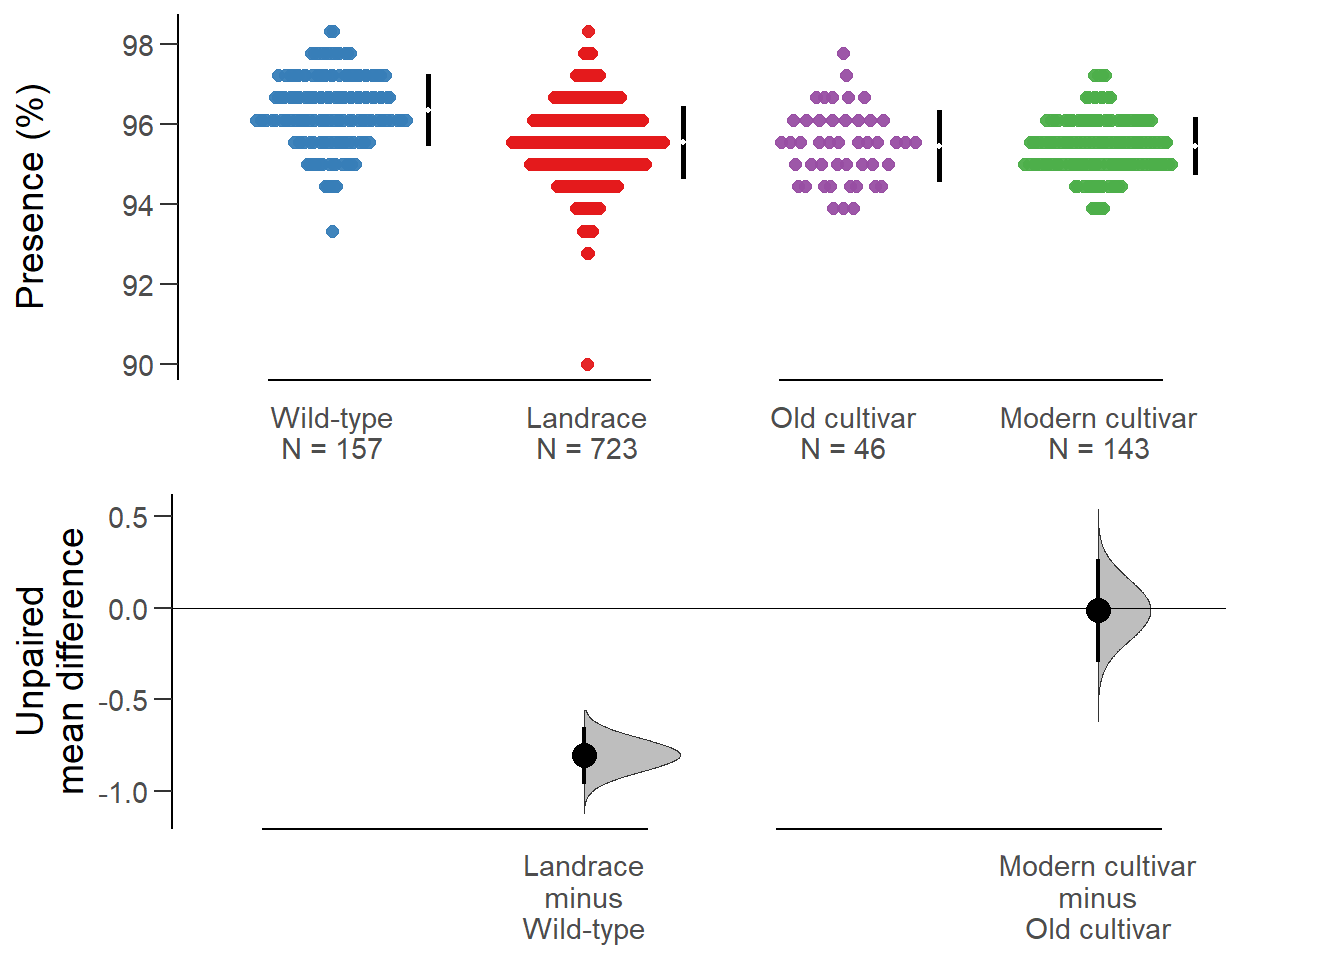 Presence (%)
98
96
94
92
90
Wild-type
N = 157
Landrace
N = 723
Old cultivar
N = 46
Modern cultivar
N = 143
Unpaired
mean difference
0.5
0.0
-0.5
-1.0
Landrace
minus
Wild-type
Modern cultivar
minus
Old cultivar